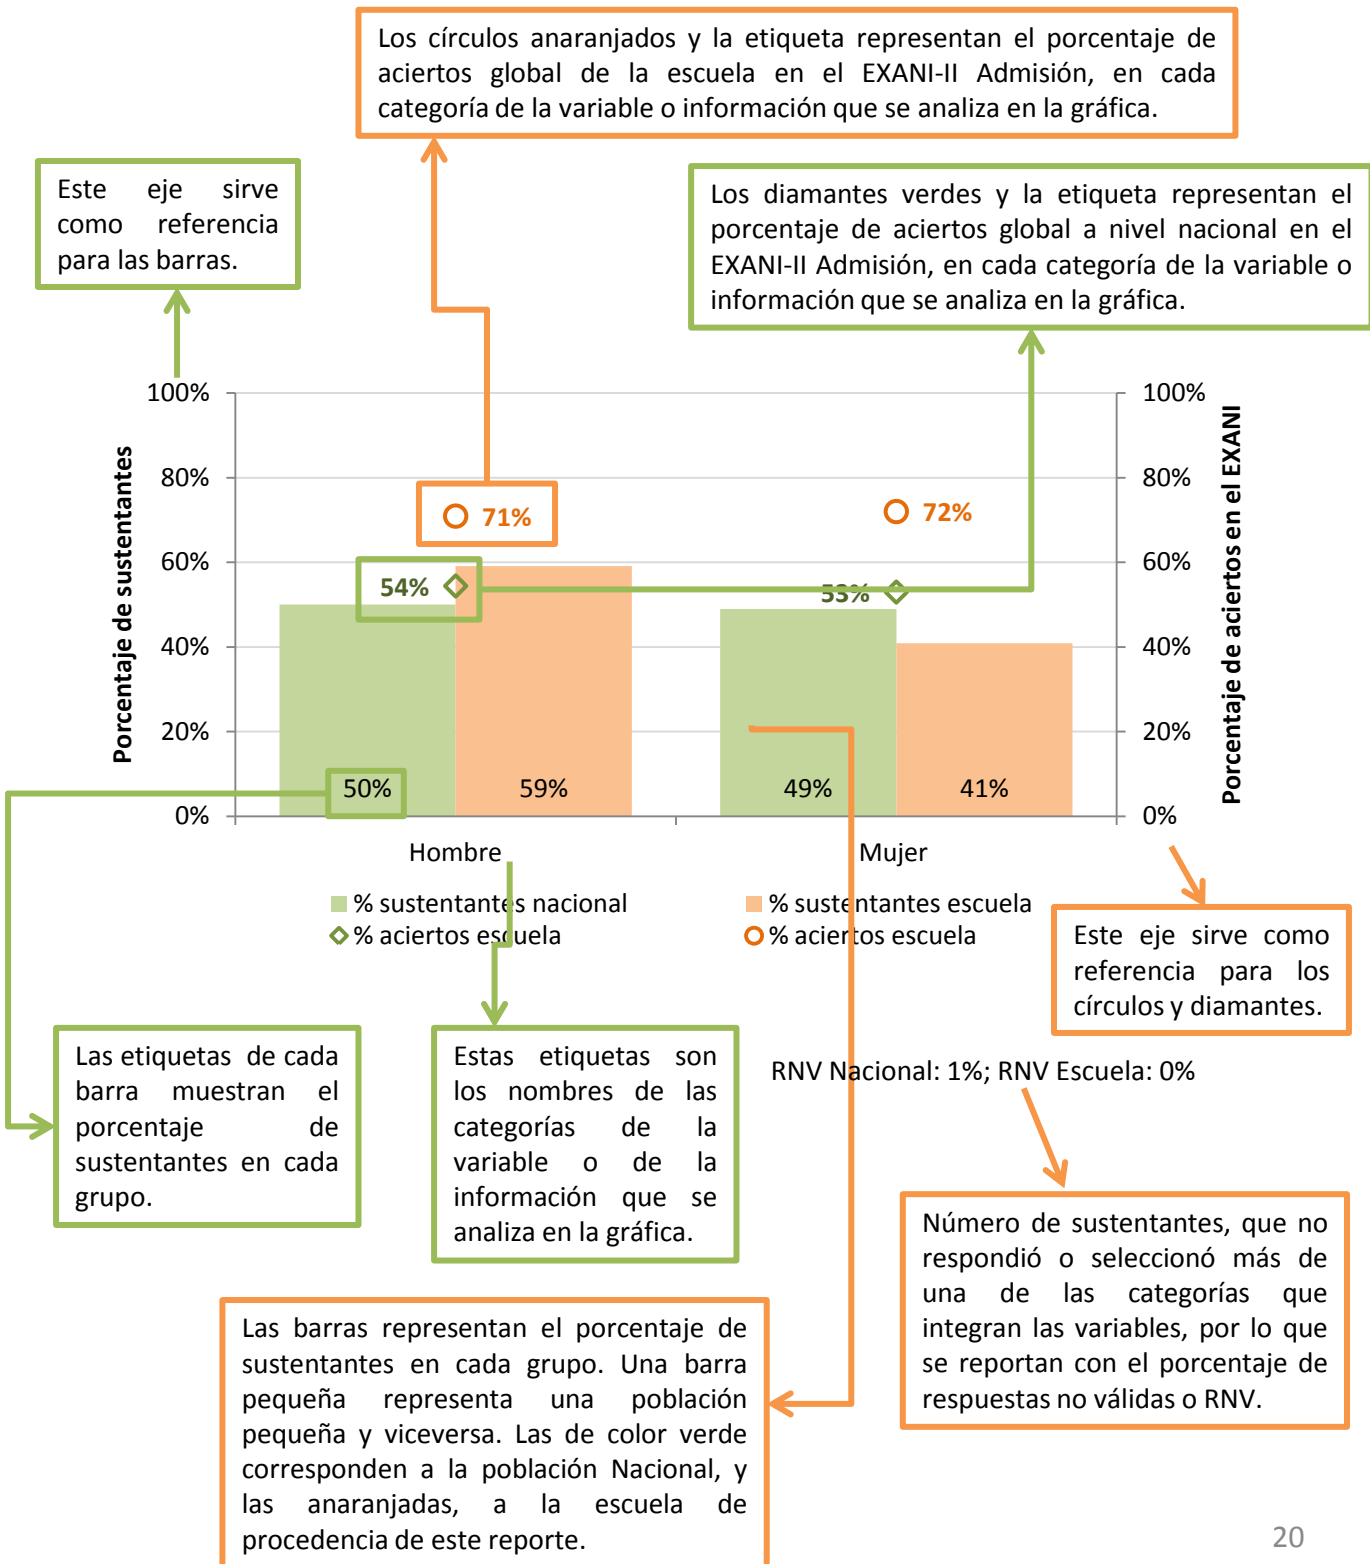 Los círculos anaranjados y la etiqueta representan el porcentaje de
aciertos global de la escuela en el EXANI-II Admisión, en cada
categoría de la variable o información que se analiza en la gráfica.
Este eje sirve
como referencia
para las barras.
Los diamantes verdes y la etiqueta representan el
porcentaje de aciertos global a nivel nacional en el
EXANI-II Admisión, en cada categoría de la variable o
información que se analiza en la gráfica.
Porcentaje de sustentantes
100%
80%
60%
40%
20%
0%
71%
72%
54%
53%
50%
59%
49%
41%
100%
80%
60%
40%
20%
0%
Porcentaje de aciertos en el EXANI
Hombre
Mujer
% sustentantes nacional
% sustentantes escuela
% aciertos escuela
% aciertos escuela
Este eje sirve como
referencia para los
círculos y diamantes.
Las etiquetas de cada
barra muestran el
porcentaje de
sustentantes en cada
grupo.
Estas etiquetas son
los nombres de las
categorías de la
variable o de la
información que se
analiza en la gráfica.
RNV Nacional: 1%; RNV Escuela: 0%
Número de sustentantes, que no
respondió o seleccionó más de
una de las categorías que
integran las variables, por lo que
se reportan con el porcentaje de
respuestas no válidas o RNV.
Las barras representan el porcentaje de
sustentantes en cada grupo. Una barra
pequeña representa una población
pequeña y viceversa. Las de color verde
corresponden a la población Nacional, y
las anaranjadas, a la escuela de
procedencia de este reporte.
20